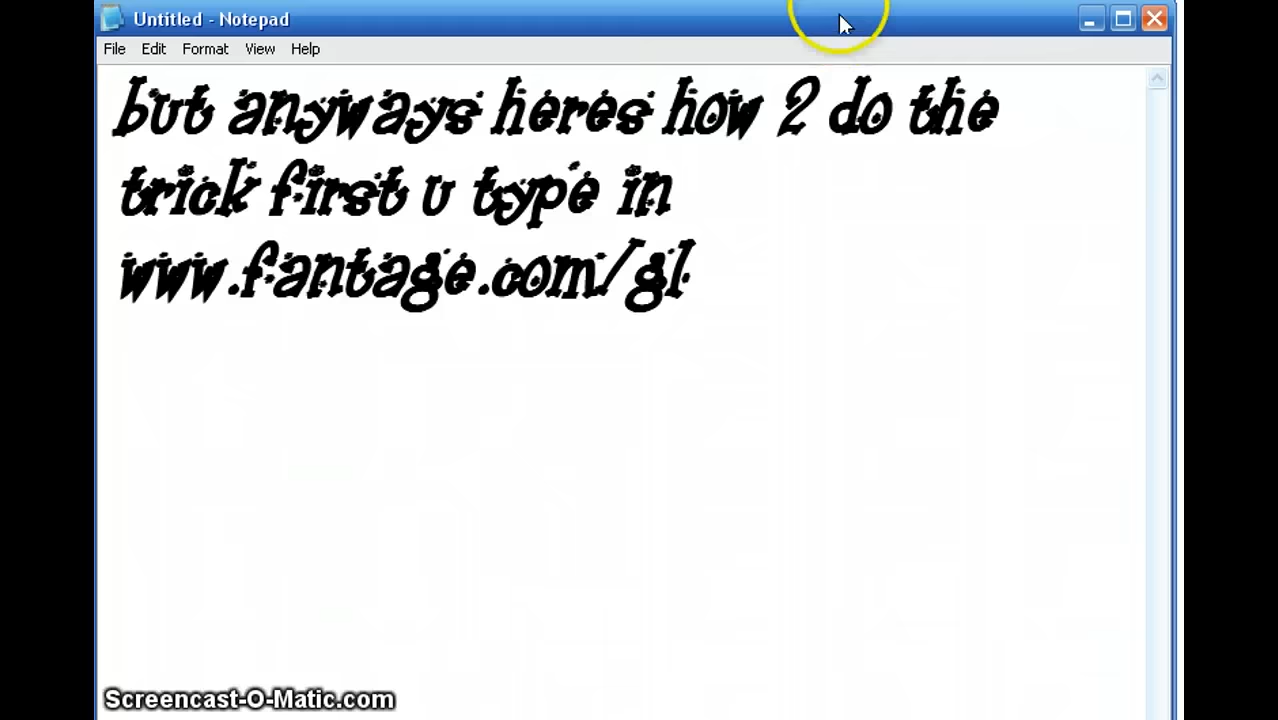 Untitled - Notepad
File Edit Format View Help
but anyways heres how 2 do the
trick first u type in
www.fantage.com/gl
Screencast-O-Matic.com